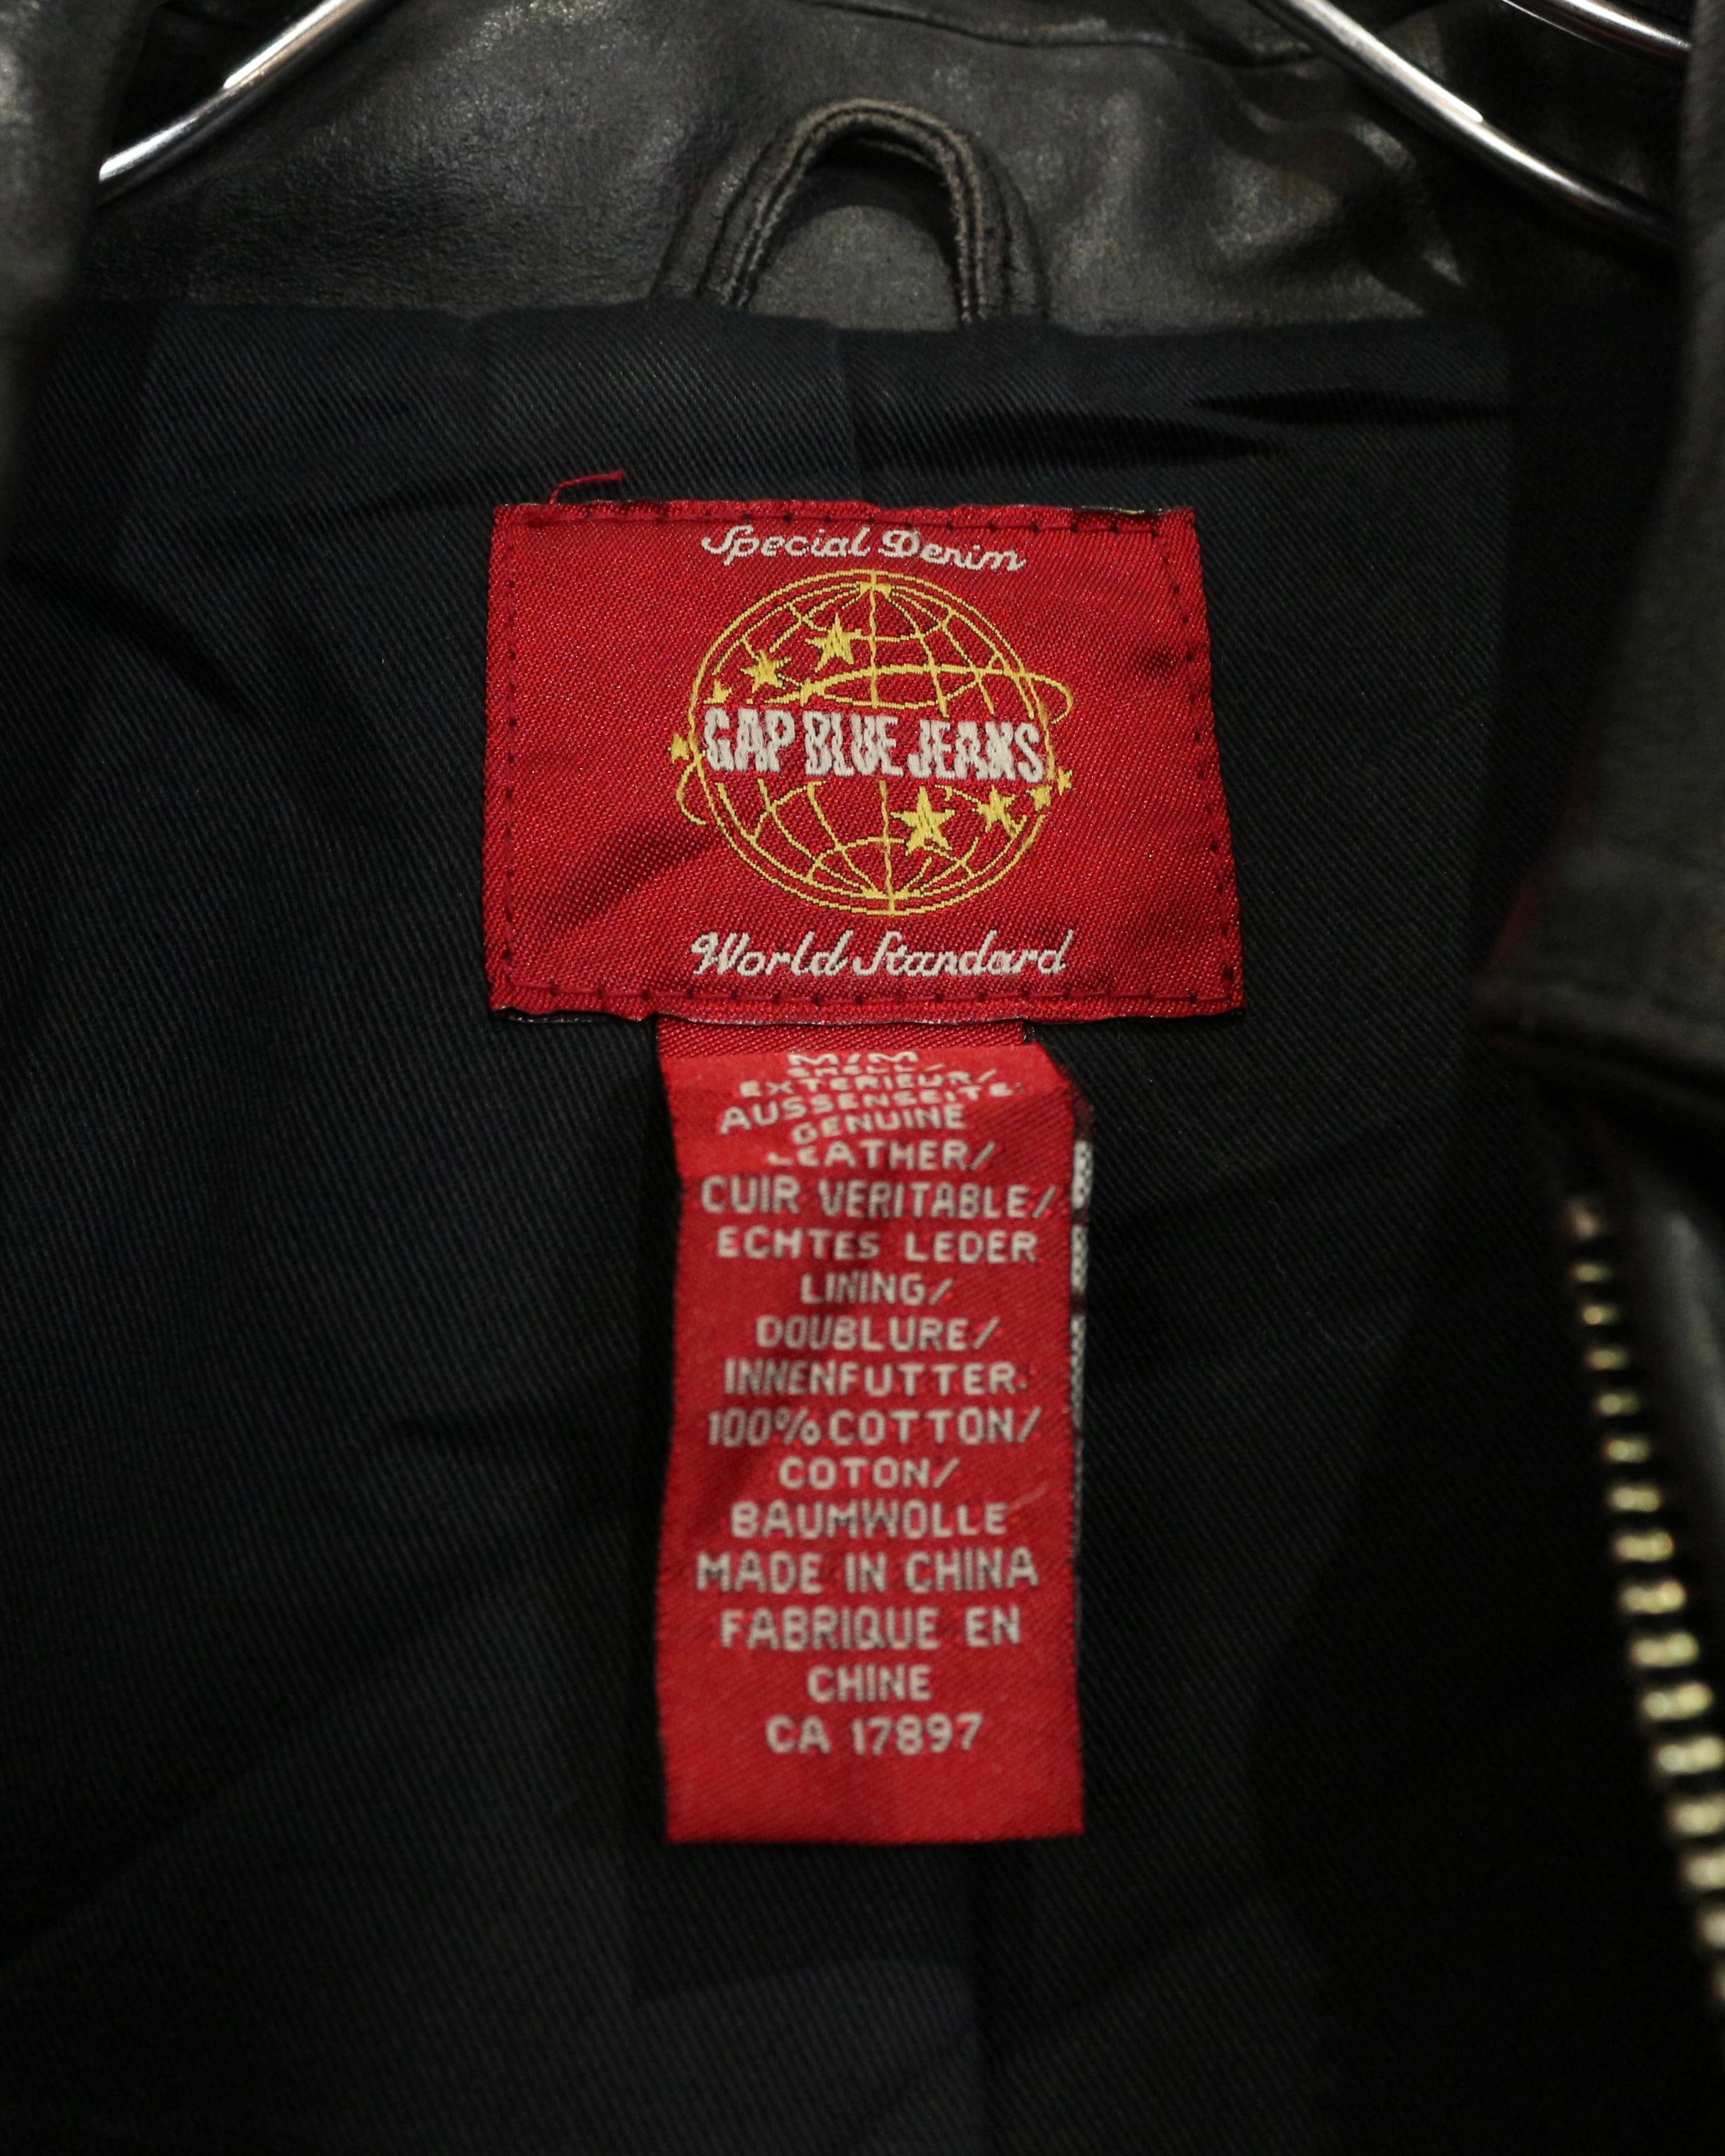 Special Denim
GAP BLUE JEANS
World Standard
M/M
SHELL/
EXTERIEUR/
AUSSENSEITE
GENUINE
LEATHER/
CUIR VERITABLE/
ECHTES LEDER
LINING/
DOUBLURE/
INNENFUTTER:
100% COTTON/
COTON/
BAUMWOLLE
MADE IN CHINA
FABRIQUE EN
CHINE
CA 17897